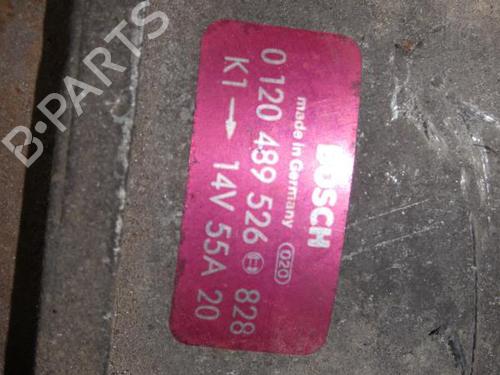 BOSCH
made in Germany 020
0 120 489 526 828
K1 → 14V 55A 20
B-PARTS